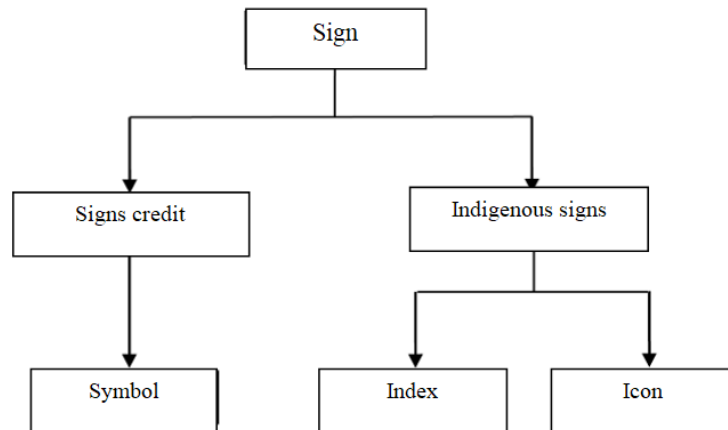 Sign
Signs credit
Indigenous signs
Symbol
Index
Icon